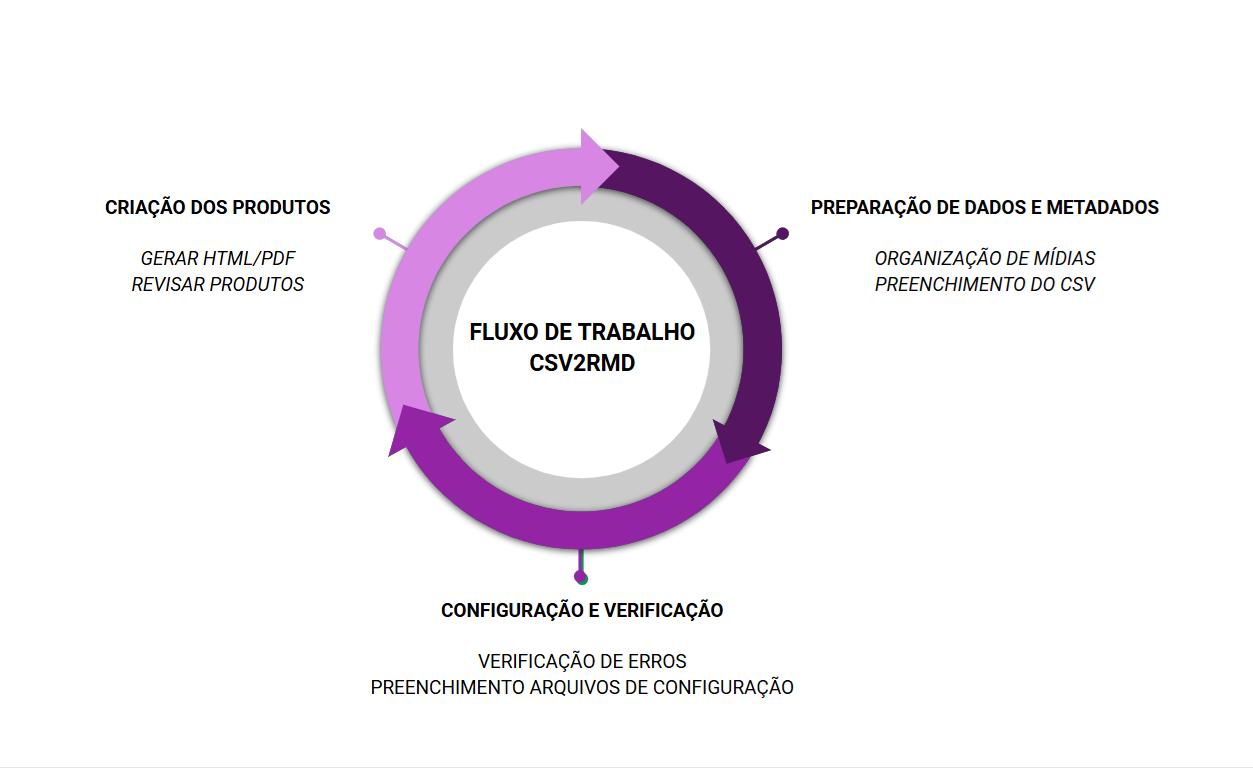 CRIAÇÃO DOS PRODUTOS
GERAR HTML/PDF
REVISAR PRODUTOS
PREPARAÇÃO DE DADOS E METADADOS
ORGANIZAÇÃO DE MÍDIAS
PREENCHIMENTO DO CSV
FLUXO DE TRABALHO
CSV2RMD
CONFIGURAÇÃO E VERIFICAÇÃO
VERIFICAÇÃO DE ERROS
PREENCHIMENTO ARQUIVOS DE CONFIGURAÇÃO